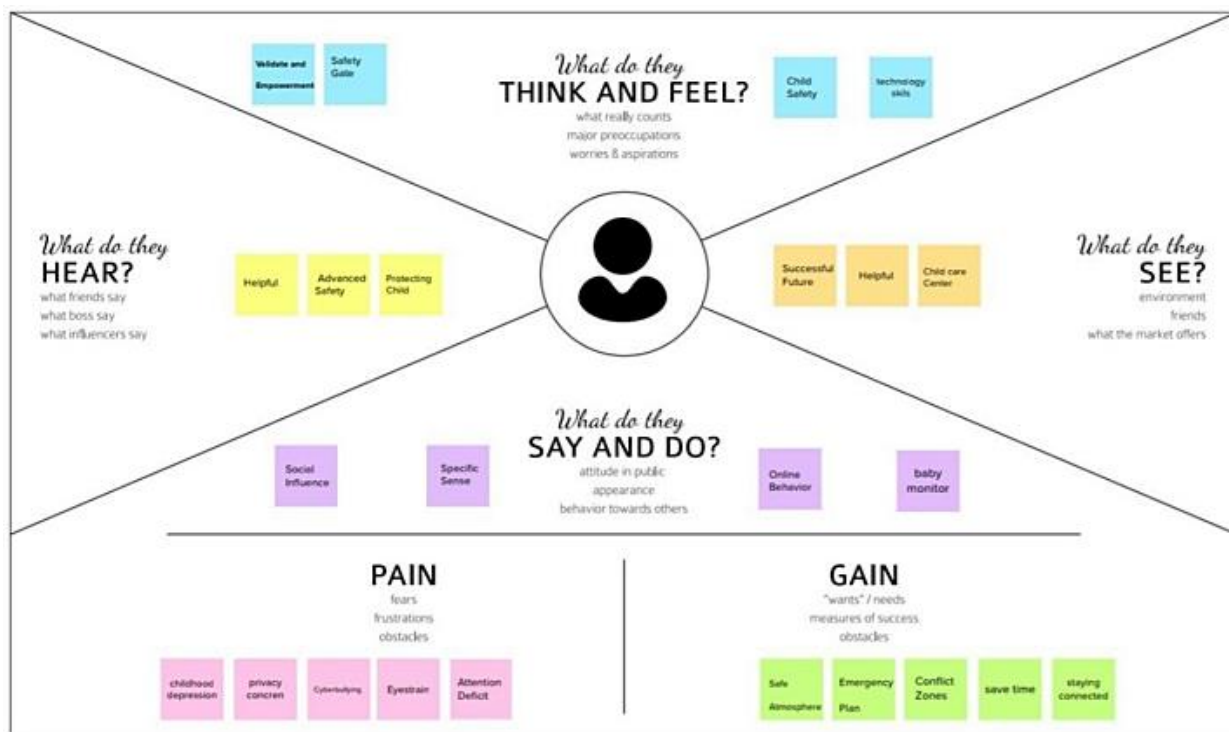 Validate and
Empowerment
Safety
Gate
What do they
THINK AND FEEL?
what really counts
major preoccupations
worries & aspirations
Child
Safety
technology
skils
What do they
HEAR?
what friends say
what boss say
what influencers say
Helpful
Advanced
Safety
Protecting
Child
Successful
Future
Helpful
Child care
Center
What do they
SEE?
environment
friends
what the market offers
Social
Influence
Specific
Sense
What do they
SAY AND DO?
attitude in public
appearance
behavior towards others
Online
Behavior
baby
monitor
PAIN
fears
frustrations
obstacles
childhood
depression
privacy
concren
Cyberbullying
Eyestrain
Attention
Deficit
GAIN
"wants" / needs
measures of success
obstacles
Safe
Atmosphere
Emergency
Plan
Conflict
Zones
save time
staying
connected